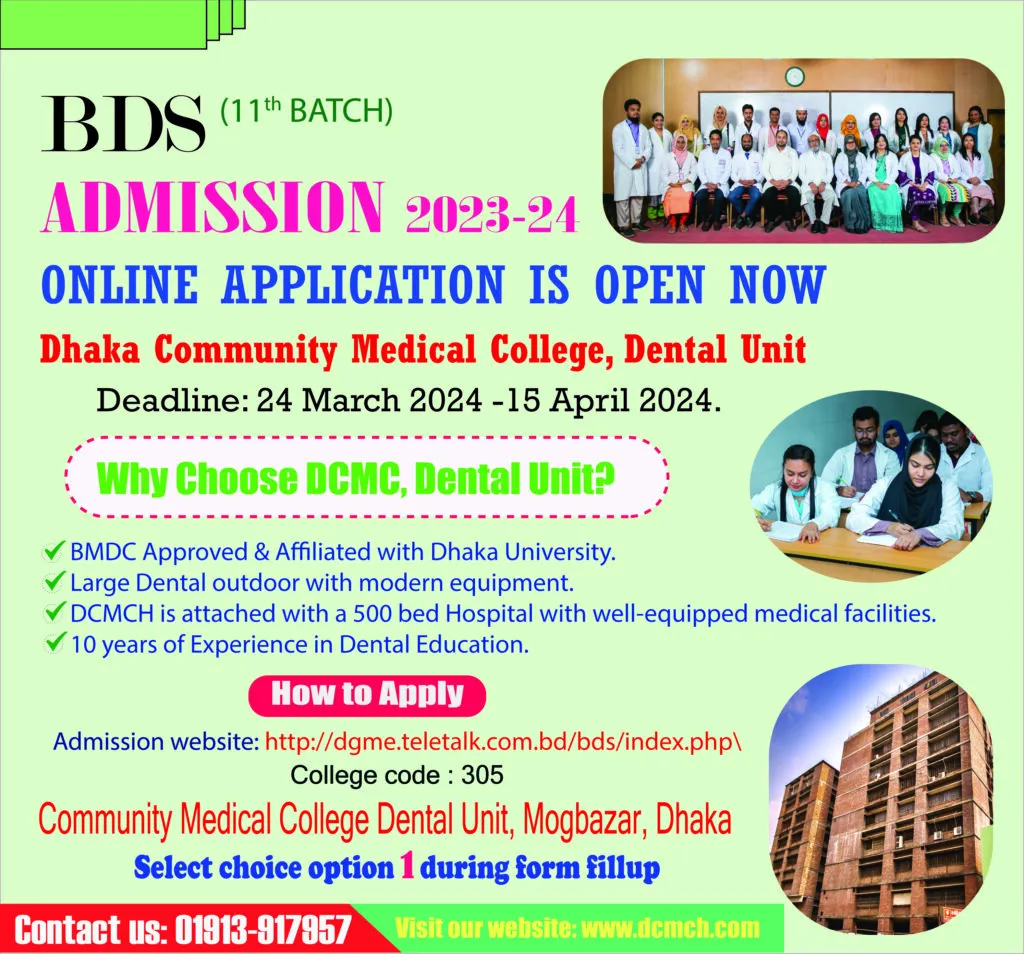 BDS (11th BATCH)
ADMISSION 2023-24
ONLINE APPLICATION IS OPEN NOW
Dhaka Community Medical College, Dental Unit
Deadline: 24 March 2024 -15 April 2024.
Why Choose DCMC, Dental Unit?
BMDC Approved & Affiliated with Dhaka University.
Large Dental outdoor with modern equipment.
DCMCH is attached with a 500 bed Hospital with well-equipped medical facilities.
10 years of Experience in Dental Education.
How to Apply
Admission website: http://dgme.teletalk.com.bd/bds/index.php\
College code : 305
Community Medical College Dental Unit, Mogbazar, Dhaka
Select choice option 1 during form fillup
Contact us: 01913-917957
Visit our website: www.dcmch.com